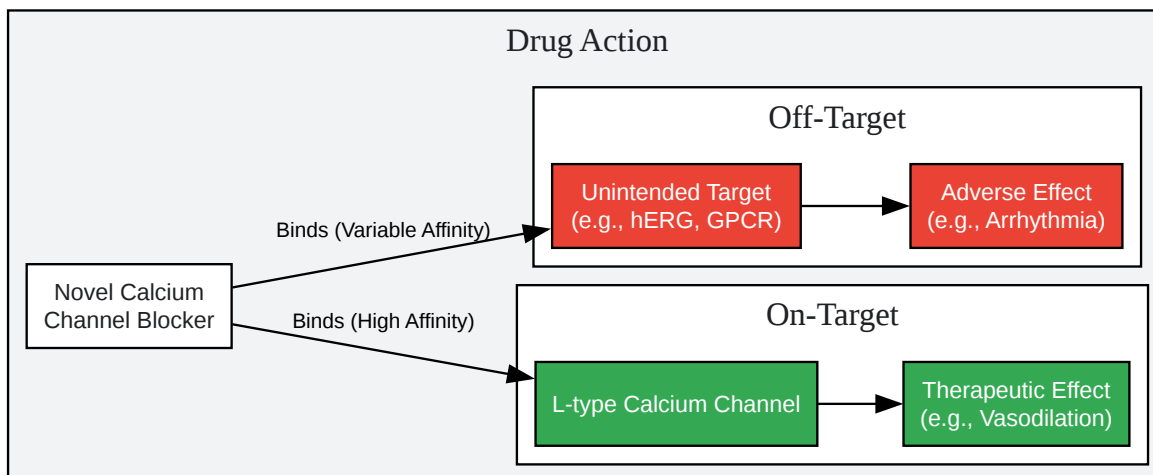 Drug Action
Off-Target
Unintended Target
(e.g., hERG, GPCR)
Adverse Effect
(e.g., Arrhythmia)
Binds (Variable Affinity)
Novel Calcium
Channel Blocker
Binds (High Affinity)
On-Target
L-type Calcium Channel
Therapeutic Effect
(e.g., Vasodilation)